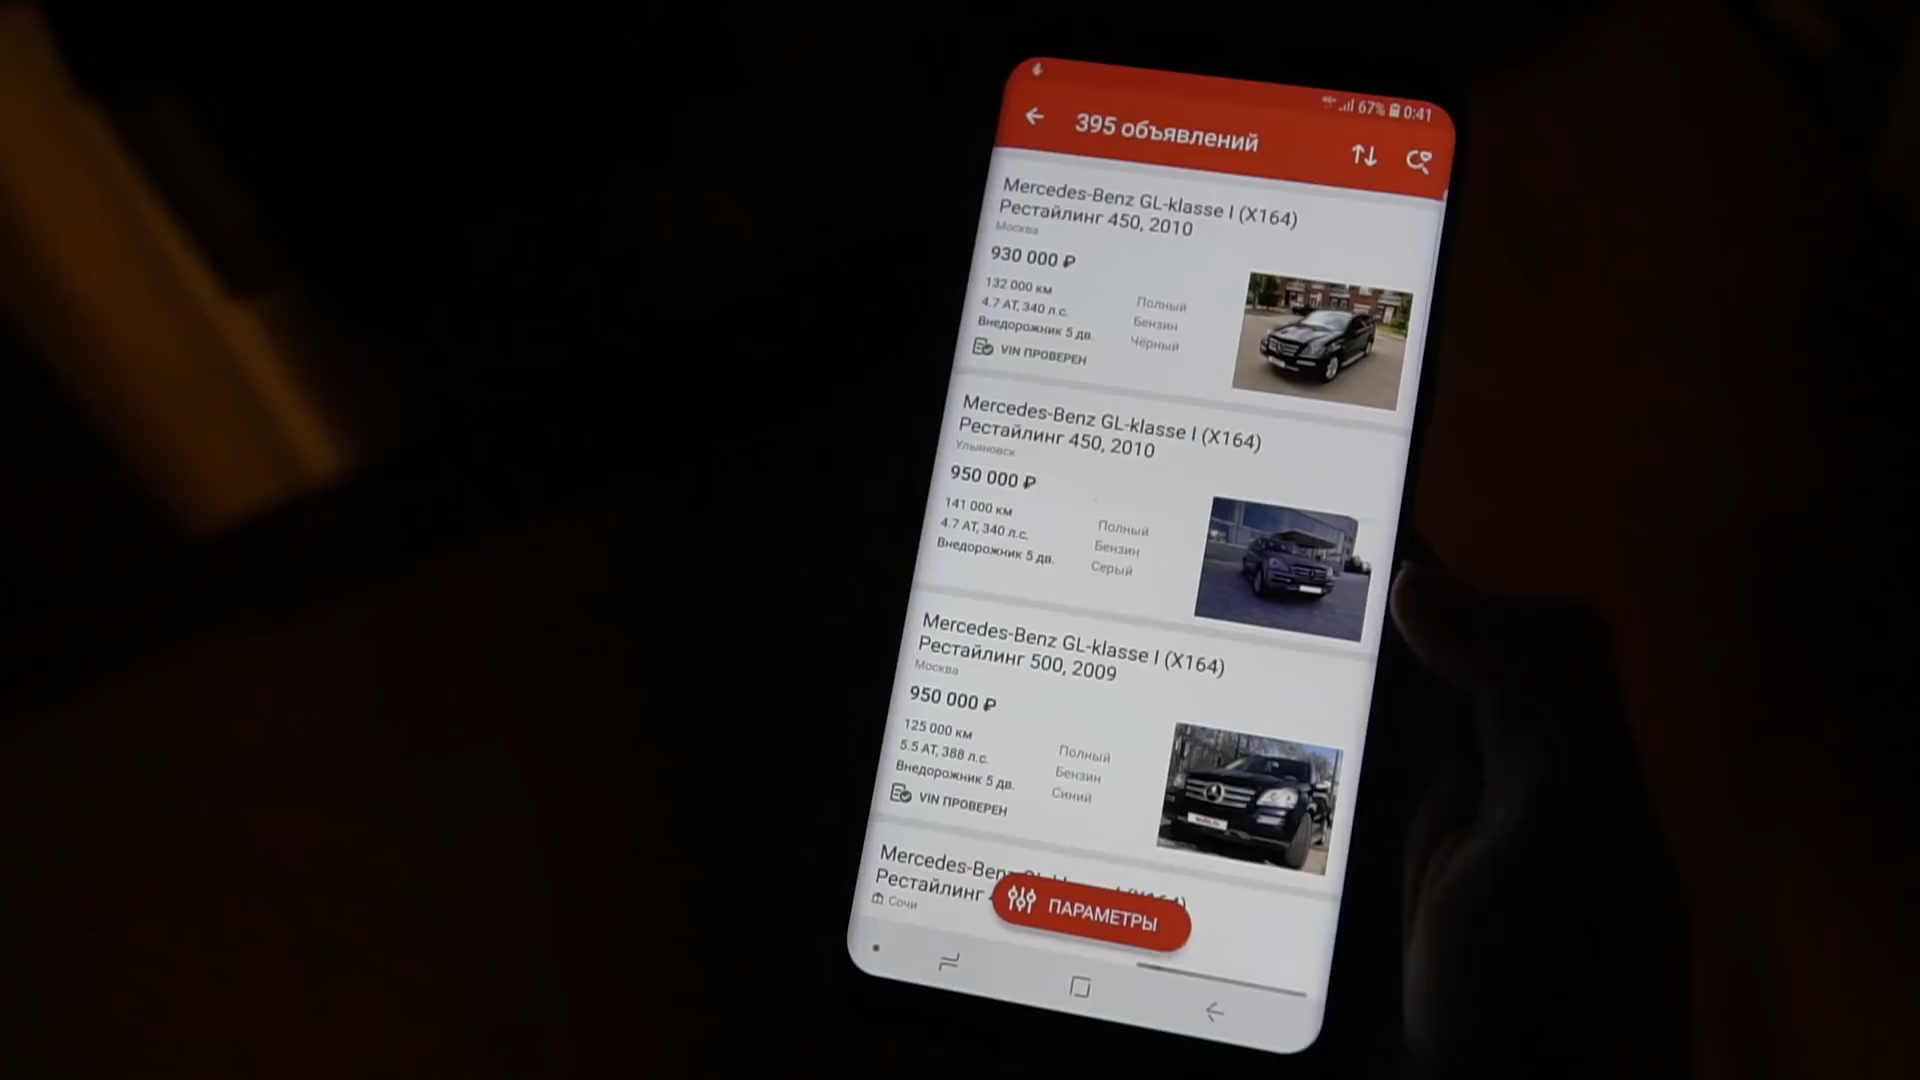 67% 0:41
395 объявлений
Mercedes-Benz GL-klasse I (X164)
Рестайлинг 450, 2010
Москва
930 000 ₽
132 000 км
4.7 AT, 340 л.с.
Внедорожник 5 дв.
Полный
Бензин
Чёрный
VIN ПРОВЕРЕН
Mercedes-Benz GL-klasse I (X164)
Рестайлинг 450, 2010
Ульяновск
950 000 ₽
141 000 км
4.7 AT, 340 л.с.
Внедорожник 5 дв.
Полный
Бензин
Серый
Mercedes-Benz GL-klasse I (X164)
Рестайлинг 500, 2009
Москва
950 000 ₽
125 000 км
5.5 AT, 388 л.с.
Внедорожник 5 дв.
Полный
Бензин
Синий
VIN ПРОВЕРЕН
Mercedes-Benz
Рестайлинг
Сочи
ПАРАМЕТРЫ